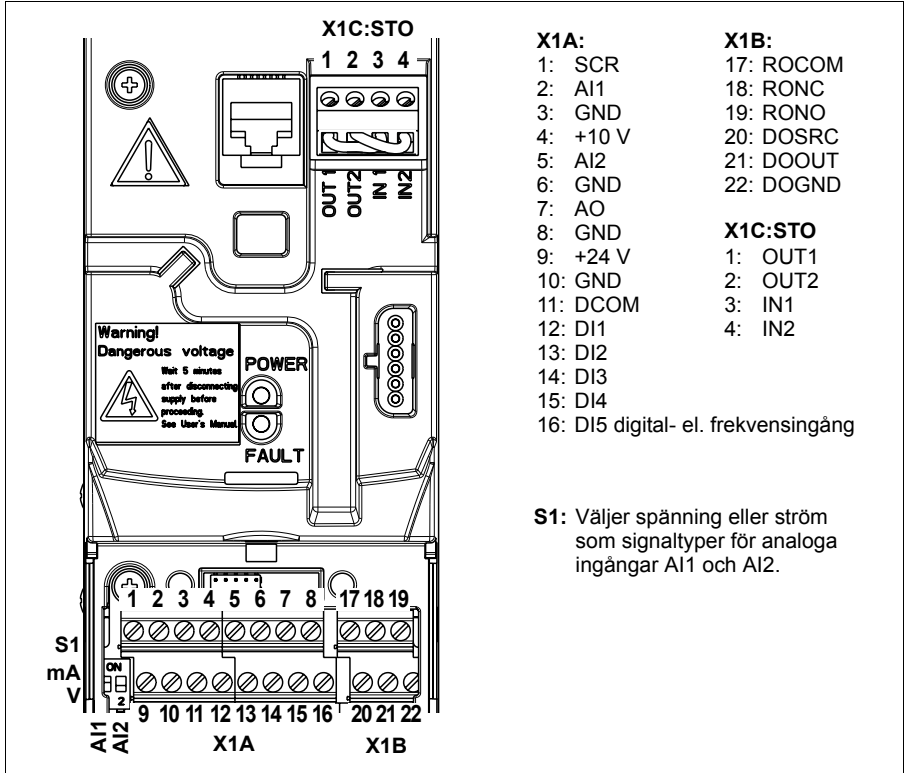 X1C:STO
1 2 3 4
OUT 1
OUT2
IN 1
IN2
Warning!
Dangerous voltage
Wait 5 minutes
after disconnecting
supply before
proceeding.
See User's Manual.
POWER
FAULT
1 2 3 4 5 6 7 8 17 18 19
S1
mA
V
ON
2
AI1
AI2
9 10 11 12 13 14 15 16 20 21 22
X1A X1B
X1A:
1: SCR
2: AI1
3: GND
4: +10 V
5: AI2
6: GND
7: AO
8: GND
9: +24 V
10: GND
11: DCOM
12: DI1
13: DI2
14: DI3
15: DI4
16: DI5 digital- el. frekvensingång
X1B:
17: ROCOM
18: RONC
19: RONO
20: DOSRC
21: DOOUT
22: DOGND
X1C:STO
1: OUT1
2: OUT2
3: IN1
4: IN2
S1: Väljer spänning eller ström
som signaltyper för analoga
ingångar AI1 och AI2.